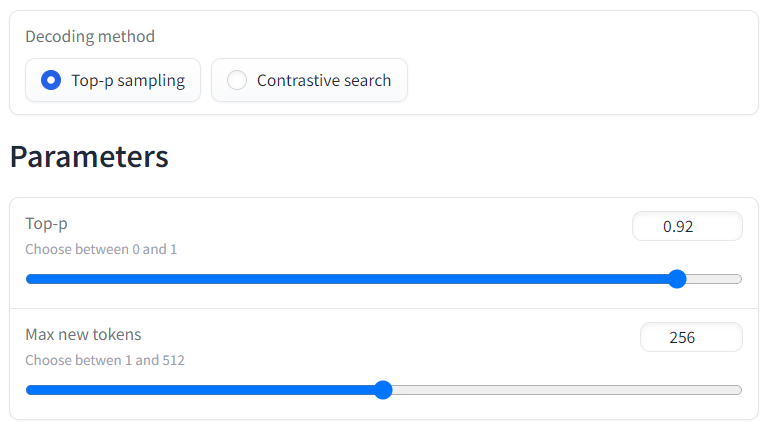 Decoding method
Top-p sampling
Contrastive search
Parameters
Top-p
0.92
Choose between 0 and 1
Max new tokens
256
Choose betwen 1 and 512